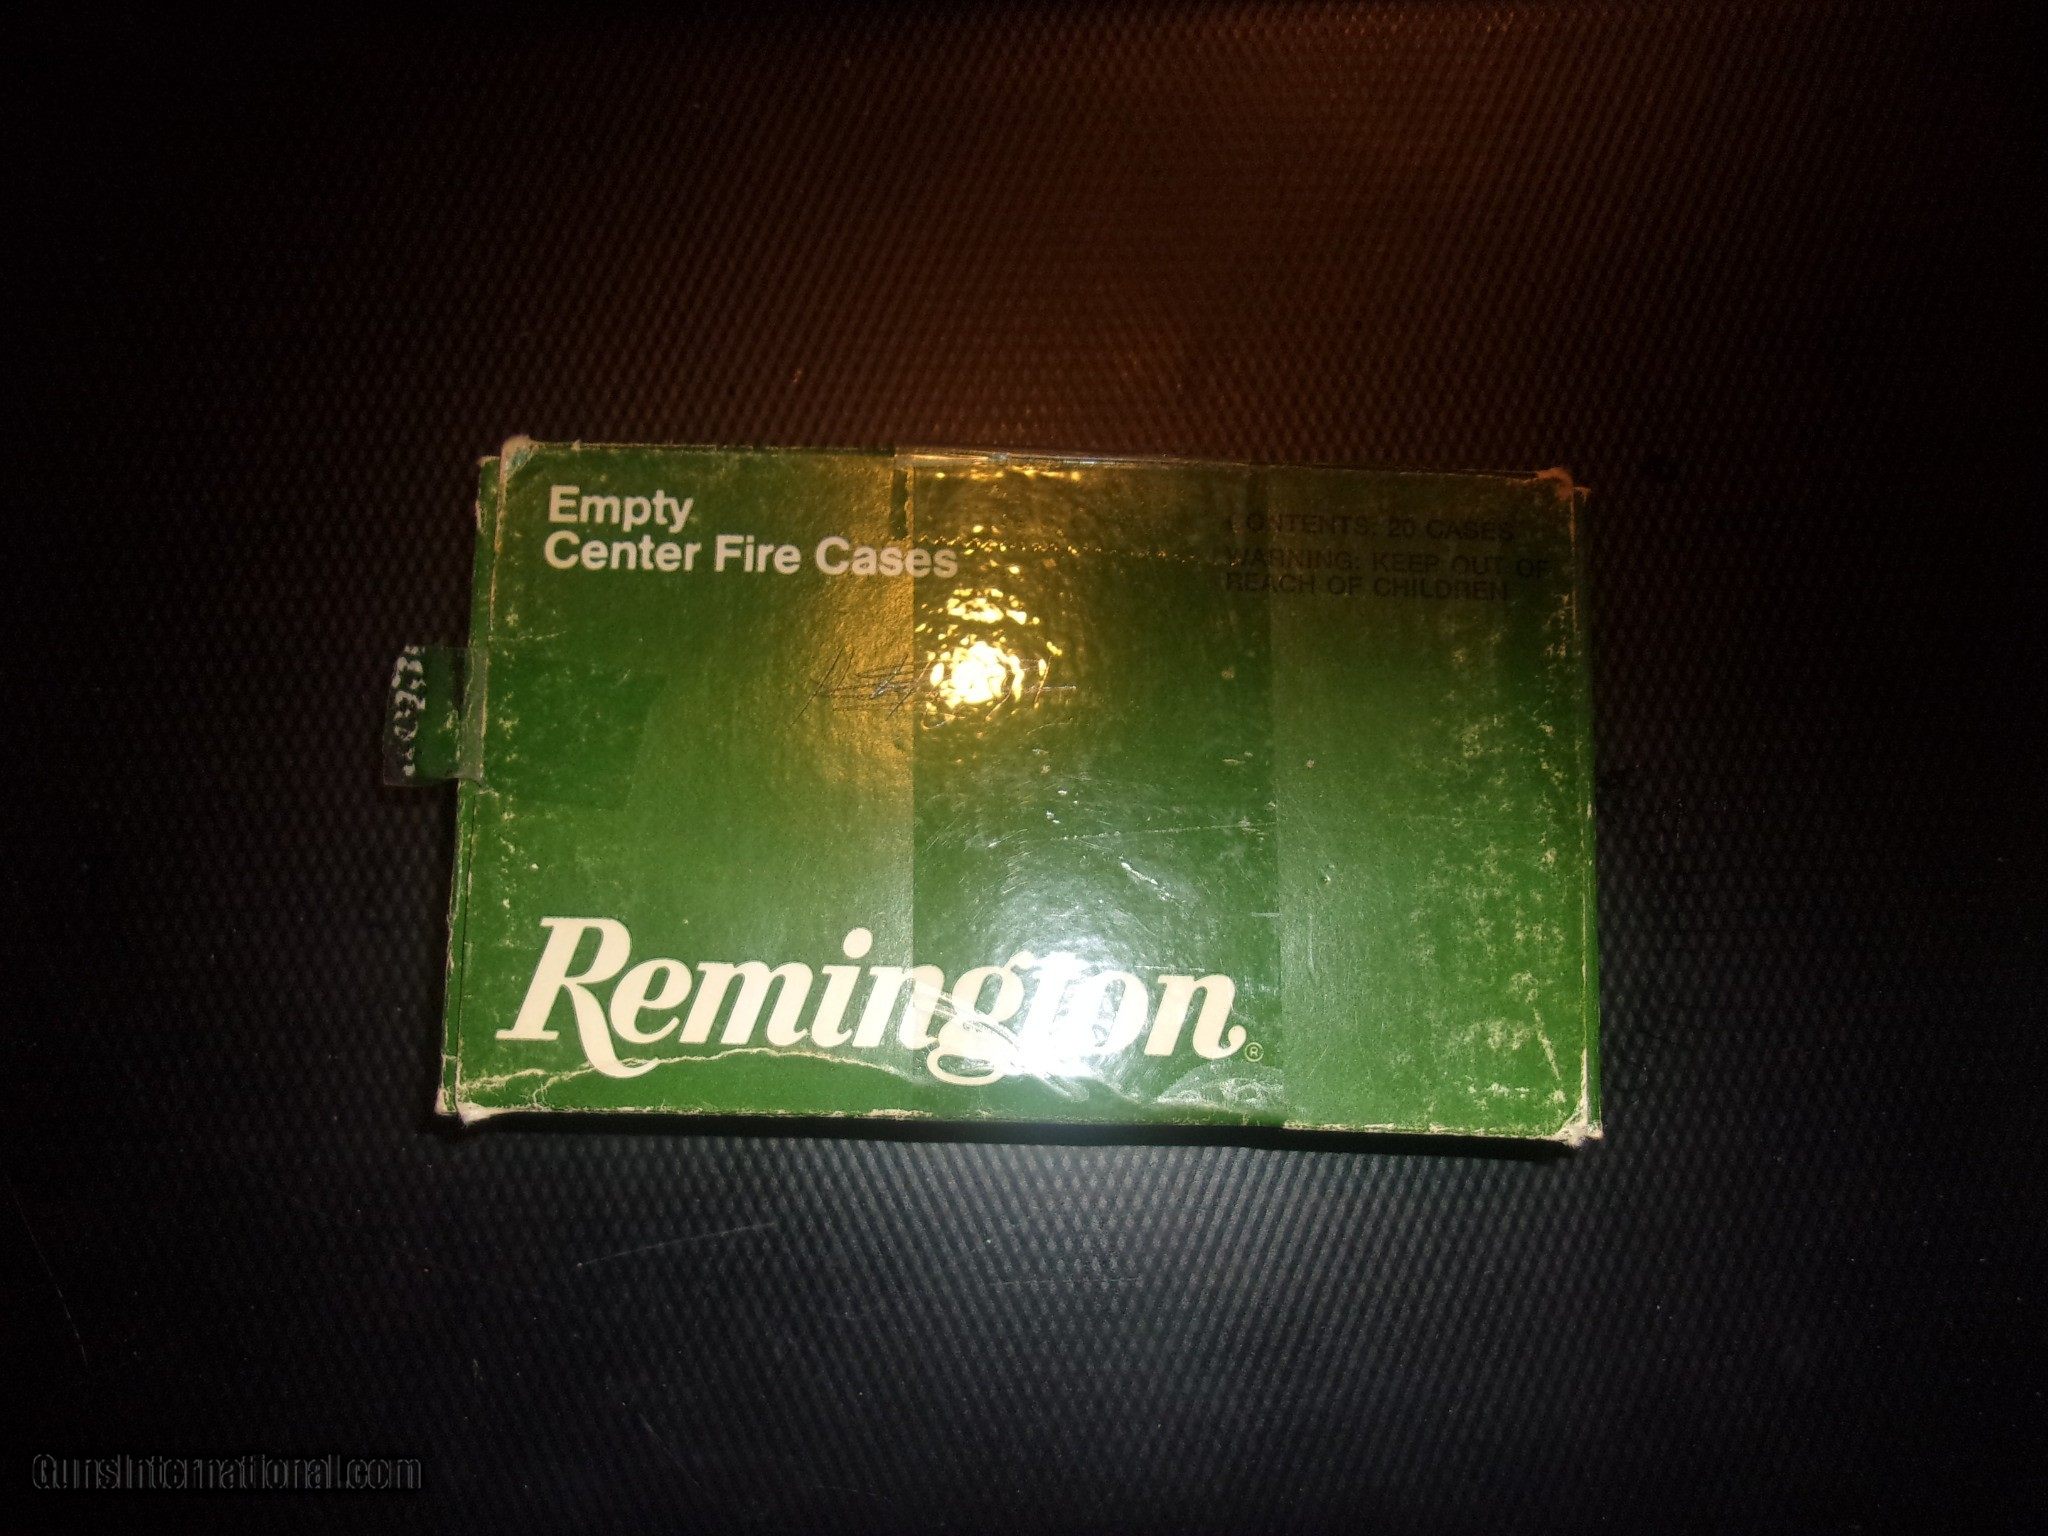 Empty
Center Fire Cases
CONTENTS: 20 CASES
WARNING: KEEP OUT OF
REACH OF CHILDREN
Remington®
GunsInternational.com